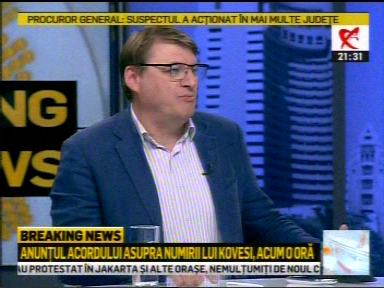 PROCUROR GENERAL: SUSPECTUL A ACȚIONAT ÎN MAI MULTE JUDEȚE
21:31
NG
WS
BREAKING NEWS
ANUNȚUL ACORDULUI ASUPRA NUMIRII LUI KOVESI, ACUM O ORĂ
AU PROTESTAT ÎN JAKARTA ȘI ALTE ORAȘE, NEMULȚUMIȚI DE NOUL C